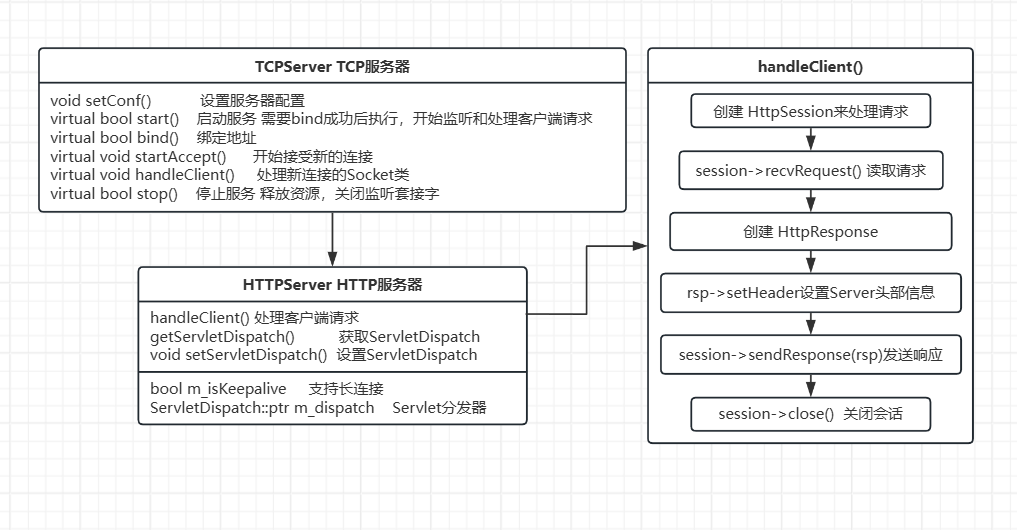 TCPServer TCP服务器
void setConf() 设置服务器配置
virtual bool start() 启动服务 需要bind成功后执行，开始监听和处理客户端请求
virtual bool bind() 绑定地址
virtual void startAccept() 开始接受新的连接
virtual void handleClient() 处理新连接的Socket类
virtual bool stop() 停止服务 释放资源，关闭监听套接字
HTTPServer HTTP服务器
handleClient() 处理客户端请求
getServletDispatch() 获取ServletDispatch
void setServletDispatch() 设置ServletDispatch
bool m_isKeepalive 支持长连接
ServletDispatch::ptr m_dispatch Servlet分发器
handleClient()
创建 HttpSession来处理请求
session->recvRequest() 读取请求
创建 HttpResponse
rsp->setHeader设置Server头部信息
session->sendResponse(rsp)发送响应
session->close() 关闭会话